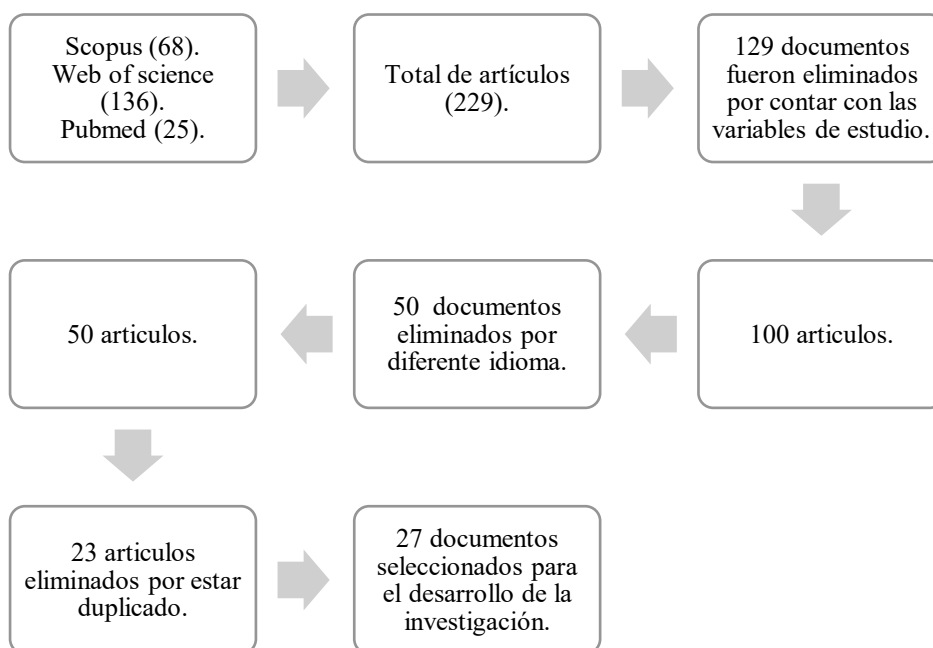 Scopus (68).
Web of science
(136).
Pubmed (25).
Total de artículos
(229).
129 documentos
fueron eliminados
por contar con las
variables de estudio.
100 articulos.
50 documentos
eliminados por
diferente idioma.
50 articulos.
23 articulos
eliminados por estar
duplicado.
27 documentos
seleccionados para
el desarrollo de la
investigación.